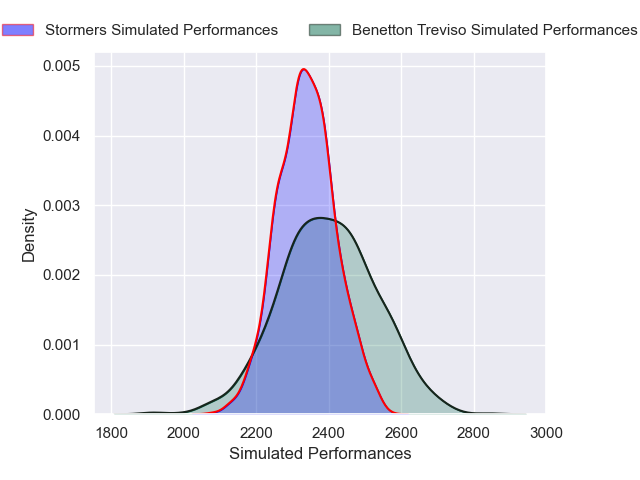 Stormers Simulated Performances Benetton Treviso Simulated Performances
0.005
0.004
0.003
0.002
0.001
0.000
Density
1800 2000 2200 2400 2600 2800 3000
Simulated Performances